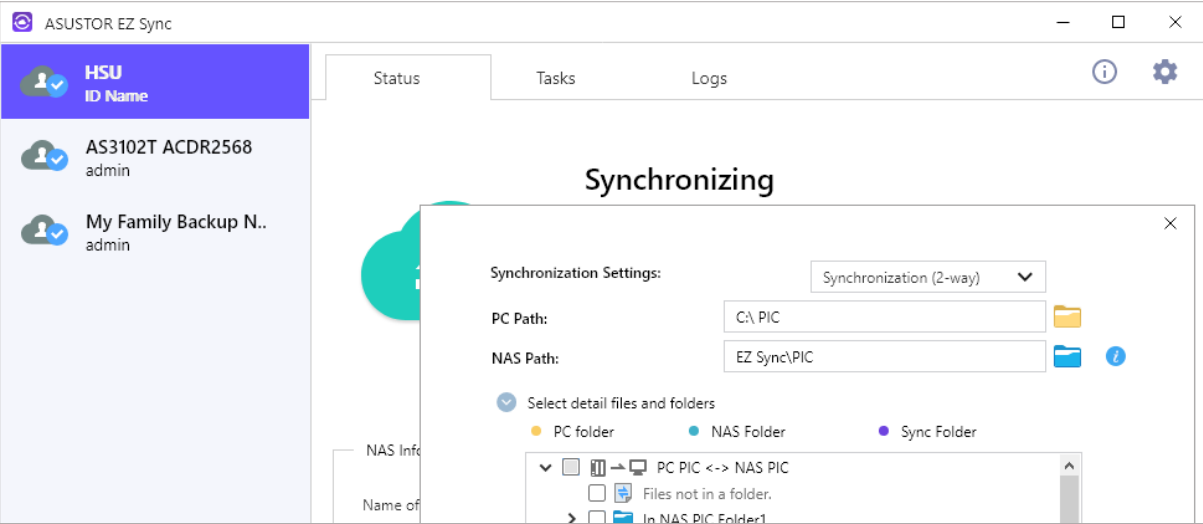 ASUSTOR EZ Sync
HSU
ID Name
AS3102T ACDR2568
admin
My Family Backup N..
admin
Status Tasks Logs
Synchronizing
Synchronization Settings: Synchronization (2-way)
PC Path: C:\ PIC
NAS Path: EZ Sync\PIC
Select detail files and folders
PC folder NAS Folder Sync Folder
PC PIC <-> NAS PIC
Files not in a folder.
In NAS PIC Folder1
NAS Info
Name of